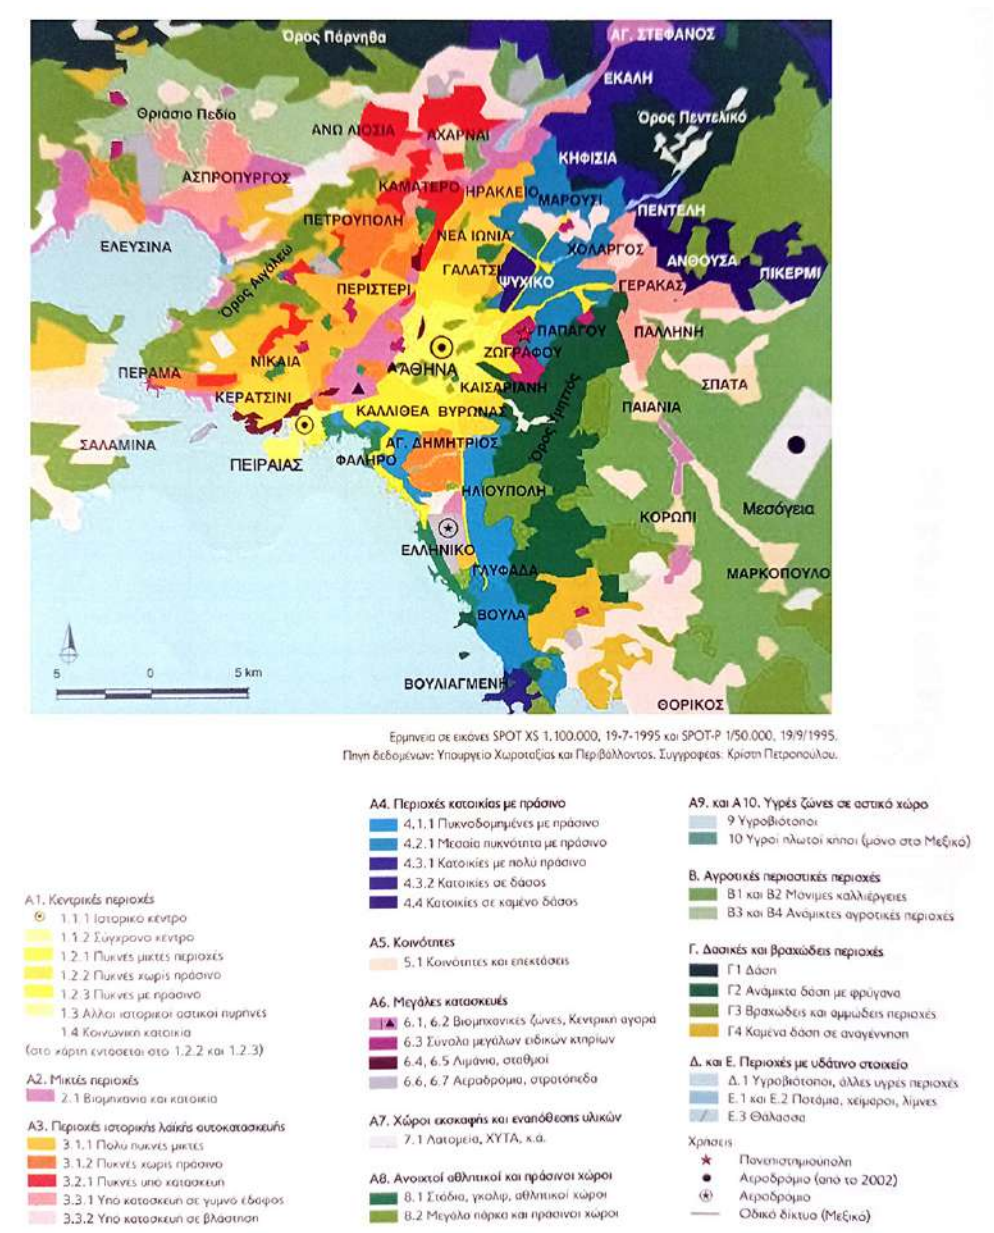 Όρος Πάρνηθα
ΑΓ. ΣΤΕΦΑΝΟΣ
ΕΚΑΛΗ
Θριάσιο Πεδίο
Όρος Πεντελικό
ΑΝΩ ΛΙΟΣΙΑ
ΑΧΑΡΝΑΙ
ΚΗΦΙΣΙΑ
ΑΣΠΡΟΠΥΡΓΟΣ
ΚΑΜΑΤΕΡΟ
ΗΡΑΚΛΕΙΟ
ΜΑΡΟΥΣΙ
ΠΕΝΤΕΛΗ
ΠΕΤΡΟΥΠΟΛΗ
ΝΕΑ ΙΩΝΙΑ
ΕΛΕΥΣΙΝΑ
ΧΟΛΑΡΓΟΣ
ΑΝΘΟΥΣΑ
ΠΙΚΕΡΜΙ
ΓΑΛΑΤΣΙ
ΨΥΧΙΚΟ
Όρος Αιγάλεω
ΠΕΡΙΣΤΕΡΙ
ΓΕΡΑΚΑΣ
ΠΑΠΑΓΟΥ
ΠΑΛΛΗΝΗ
ΖΩΓΡΑΦΟΥ
ΝΙΚΑΙΑ
ΑΘΗΝΑ
ΠΕΡΑΜΑ
ΚΑΙΣΑΡΙΑΝΗ
ΣΠΑΤΑ
ΚΕΡΑΤΣΙΝΙ
ΚΑΛΛΙΘΕΑ
ΒΥΡΩΝΑΣ
Όρος Υμηττός
ΠΑΙΑΝΙΑ
ΣΑΛΑΜΙΝΑ
ΑΓ. ΔΗΜΗΤΡΙΟΣ
ΠΕΙΡΑΙΑΣ
ΦΑΛΗΡΟ
ΗΛΙΟΥΠΟΛΗ
Μεσόγεια
ΚΟΡΩΠΙ
ΕΛΛΗΝΙΚΟ
ΓΛΥΦΑΔΑ
ΜΑΡΚΟΠΟΥΛΟ
ΒΟΥΛΑ
5 0 5 km
ΒΟΥΛΙΑΓΜΕΝΗ
ΘΟΡΙΚΟΣ
Ερμηνεία σε εικόνες SPOT XS 1.100.000, 19-7-1995 και SPOT-P 1/50.000, 19/9/1995.
Πηγή δεδομένων: Υπουργείο Χωροταξίας και Περιβάλλοντος. Συγγραφέας: Κρίστη Πετροπούλου.
Α1. Κεντρικές περιοχές
1.1.1 Ιστορικό κέντρο
1.1.2 Σύγχρονο κέντρο
1.2.1 Πυκνές μικτές περιοχές
1.2.2 Πυκνές χωρίς πράσινο
1.2.3 Πυκνές με πράσινο
1.3 Αλλοι ιστορικοί αστικοί πυρήνες
1.4 Κοινωνική κατοικία
(στο χάρτη εντάσεται στο 1.2.2 και 1.2.3)
Α2. Μικτές περιοχές
2.1 Βιομηχανία και κατοικία
Α3. Περιοχές ιστορικής λαϊκής αυτοκατασκευής
3.1.1 Πολύ πυκνές μικτές
3.1.2 Πυκνές χωρίς πράσινο
3.2.1 Πυκνές υπό κατασκευή
3.3.1 Υπό κατασκευή σε γυμνό έδαφος
3.3.2 Υπό κατασκευή σε βλάστηση
Α4. Περιοχές κατοικίας με πράσινο
4.1.1 Πυκνοδομημένες με πράσινο
4.2.1 Μεσαία πυκνότητα με πράσινο
4.3.1 Κατοικίες με πολύ πράσινο
4.3.2 Κατοικίες σε δάσος
4.4 Κατοικίες σε καμένο δάσος
Α5. Κοινότητες
5.1 Κοινότητες και επεκτάσεις
Α6. Μεγάλες κατασκευές
6.1, 6.2 Βιομηχανικές ζώνες, Κεντρική αγορά
6.3 Σύνολα μεγάλων ειδικών κτηρίων
6.4, 6.5 Λιμάνια, σταθμοί
6.6, 6.7 Αεροδρόμια, στρατόπεδα
Α7. Χώροι εκσκαφής και εναπόθεσης υλικών
7.1 Λατομεία, ΧΥΤΑ, κ.ά.
Α8. Ανοιχτοί αθλητικοί και πράσινοι χώροι
8.1 Στάδια, γκολφ, αθλητικοί χώροι
8.2 Μεγάλα πάρκα και πράσινοι χώροι
Α9. και Α10. Υγρές ζώνες σε αστικό χώρο
9 Υγροβιότοποι
10 Υγροί πλωτοί κήποι (μόνο στο Μεξικό)
Β. Αγροτικές περιαστικές περιοχές
Β1 και Β2 Μόνιμες καλλιέργειες
Β3 και Β4 Ανάμικτες αγροτικές περιοχές
Γ. Δασικές και βραχώδεις περιοχές
Γ1 Δάση
Γ2 Ανάμικτα δάση με φρύγανα
Γ3 Βραχώδεις και αμμώδεις περιοχές
Γ4 Καμένα δάση σε αναγέννηση
Δ. και Ε. Περιοχές με υδάτινο στοιχείο
Δ.1 Υγροβιότοποι, άλλες υγρές περιοχές
Ε.1 και Ε.2 Ποτάμια, χείμαροι, λίμνες
Ε.3 Θάλασσα
Χρήσεις
Πανεπιστημιούπολη
Αεροδρόμιο (από το 2002)
Αεροδρόμιο
Οδικό δίκτυο (Μεξικό)